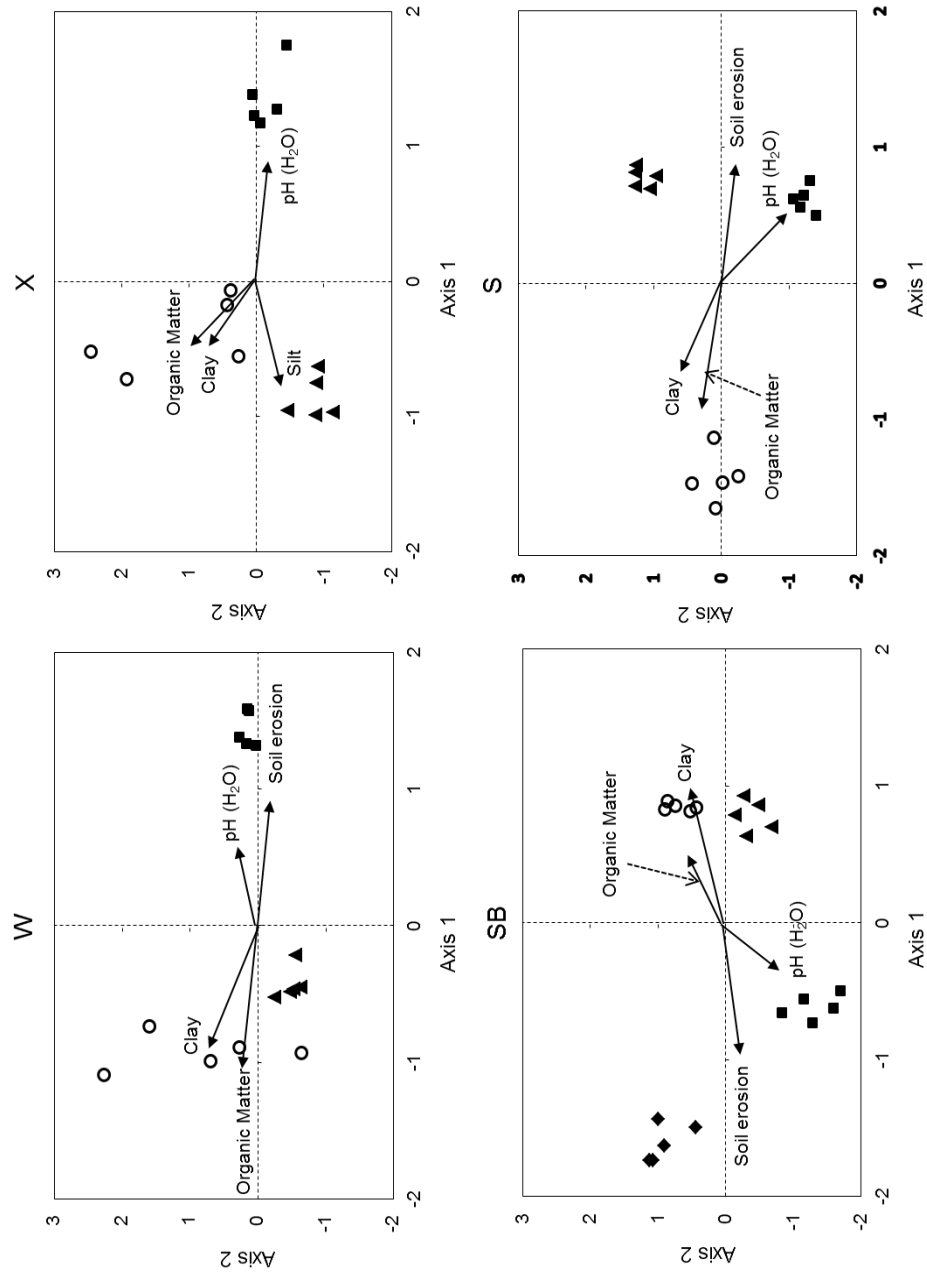 W
3
2
1
0
-1
-2
Axis 2
Clay
Organic Matter
pH (H₂O)
Soil erosion
-2
-1
0
1
2
Axis 1
X
3
2
1
0
-1
-2
Axis 2
Organic Matter
Clay
Silt
pH (H₂O)
-2
-1
0
1
2
Axis 1
SB
3
2
1
0
-1
-2
Axis 2
Organic Matter
Clay
Soil erosion
pH (H₂O)
-2
-1
0
1
2
Axis 1
S
3
2
1
0
-1
-2
Axis 2
Clay
Organic Matter
Soil erosion
pH (H₂O)
-2
-1
0
1
2
Axis 1